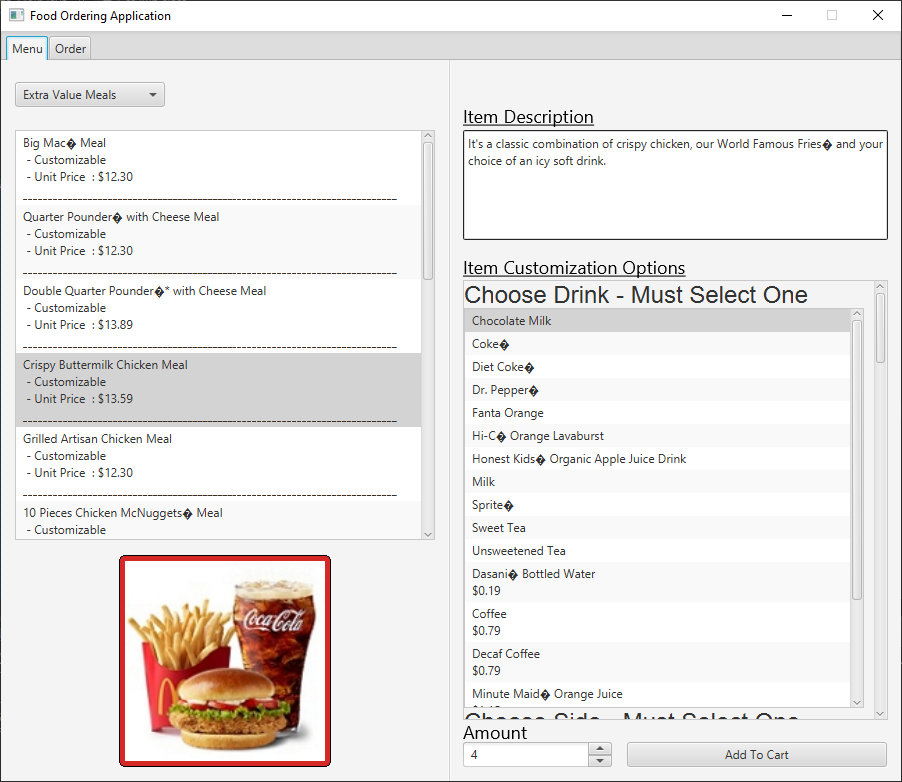 Food Ordering Application
Menu Order
Extra Value Meals
Big Mac� Meal
- Customizable
- Unit Price : $12.30
--------------------------------------------------------------------------------------------
Quarter Pounder� with Cheese Meal
- Customizable
- Unit Price : $12.30
--------------------------------------------------------------------------------------------
Double Quarter Pounder�* with Cheese Meal
- Customizable
- Unit Price : $13.89
--------------------------------------------------------------------------------------------
Crispy Buttermilk Chicken Meal
- Customizable
- Unit Price : $13.59
--------------------------------------------------------------------------------------------
Grilled Artisan Chicken Meal
- Customizable
- Unit Price : $12.30
--------------------------------------------------------------------------------------------
10 Pieces Chicken McNuggets� Meal
- Customizable
Coca-Cola
Item Description
It's a classic combination of crispy chicken, our World Famous Fries� and your
choice of an icy soft drink.
Item Customization Options
Choose Drink - Must Select One
Chocolate Milk
Coke�
Diet Coke�
Dr. Pepper�
Fanta Orange
Hi-C� Orange Lavaburst
Honest Kids� Organic Apple Juice Drink
Milk
Sprite�
Sweet Tea
Unsweetened Tea
Dasani� Bottled Water
$0.19
Coffee
$0.79
Decaf Coffee
$0.79
Minute Maid� Orange Juice
Choose Side - Must Select One
Amount
4
Add To Cart